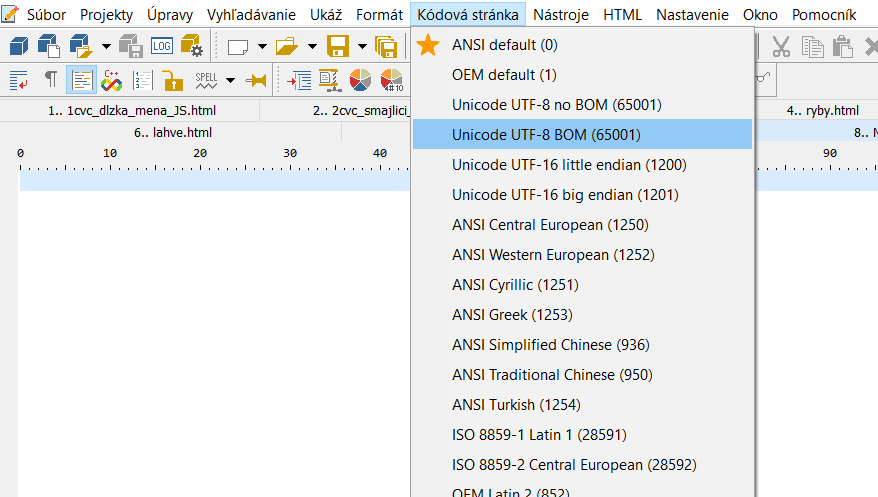 Súbor Projekty Úpravy Vyhľadávanie Ukáž Formát Kódová stránka Nástroje HTML Nastavenie Okno Pomocník
LOG
C++ SPELL #10
1.. 1cvc_dlzka_mena_JS.html 2.. 2cvc_smajlici_ 4.. ryby.html
6.. lahve.html 8.. N
0 10 20 30 40 90
ANSI default (0)
OEM default (1)
Unicode UTF-8 no BOM (65001)
Unicode UTF-8 BOM (65001)
Unicode UTF-16 little endian (1200)
Unicode UTF-16 big endian (1201)
ANSI Central European (1250)
ANSI Western European (1252)
ANSI Cyrillic (1251)
ANSI Greek (1253)
ANSI Simplified Chinese (936)
ANSI Traditional Chinese (950)
ANSI Turkish (1254)
ISO 8859-1 Latin 1 (28591)
ISO 8859-2 Central European (28592)
OEM Latin 2 (852)